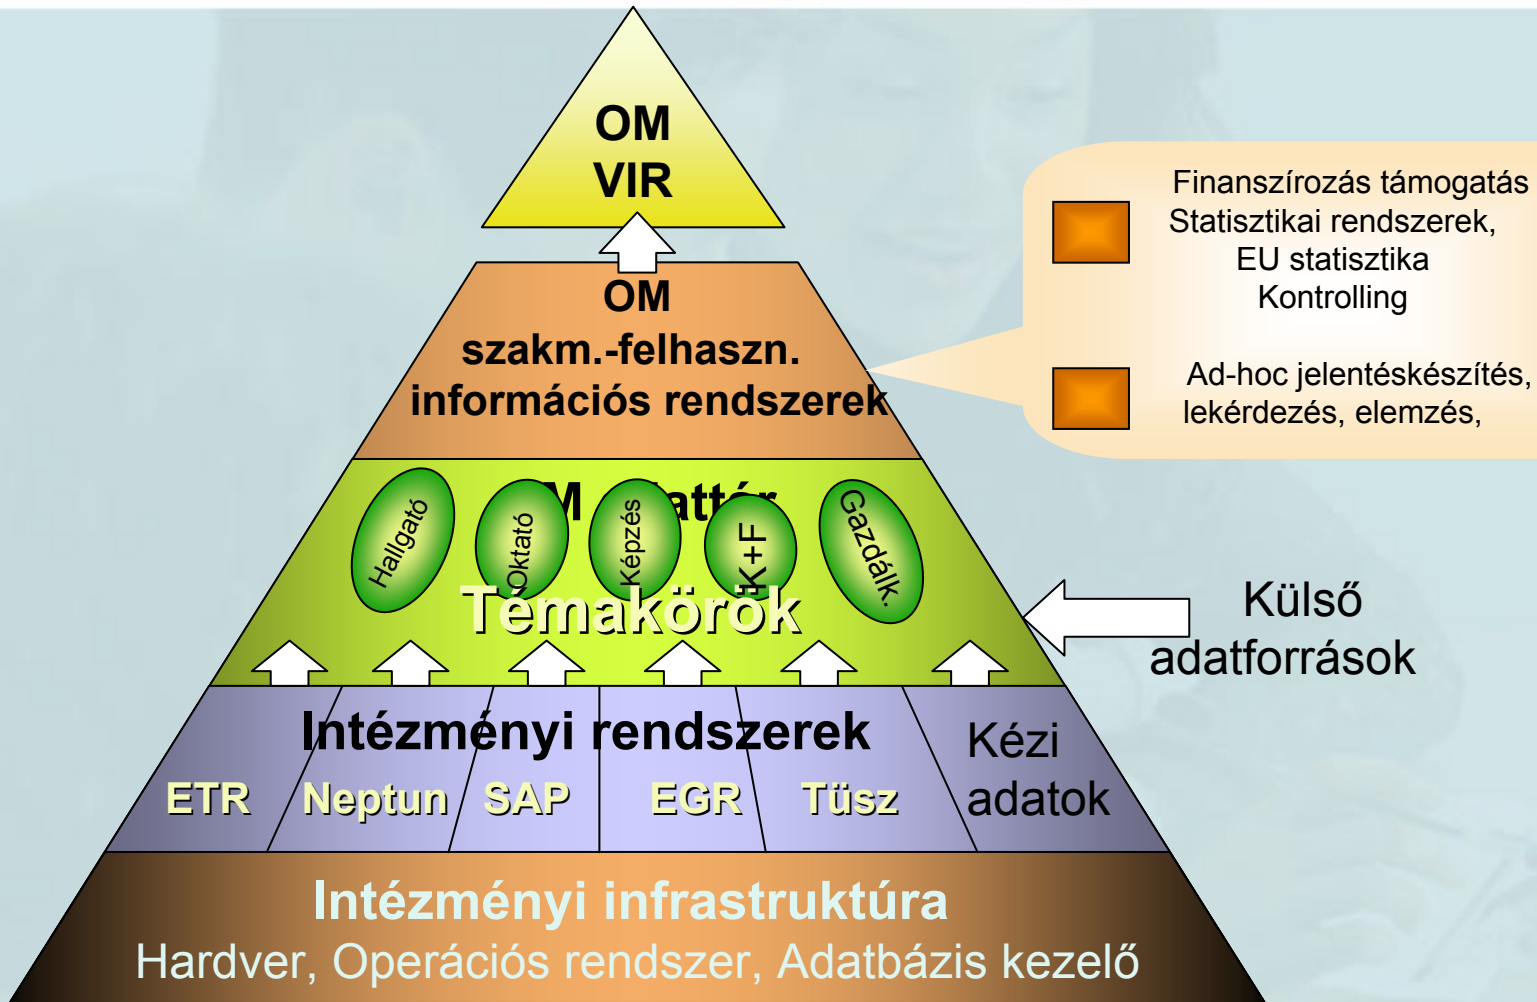 OM
VIR
Finanszírozás támogatás
Statisztikai rendszerek,
EU statisztika
Kontrolling
Ad-hoc jelentéskészítés,
lekérdezés, elemzés,
OM
szakm.-felhaszn.
információs rendszerek
Hallgató
Oktató
Képzés
K+F
Gazdálk.
Témakörök
Külső
adatforrások
Intézményi rendszerek
ETR
Neptun
SAP
EGR
Tüsz
Kézi
adatok
Intézményi infrastruktúra
Hardver, Operációs rendszer, Adatbázis kezelő